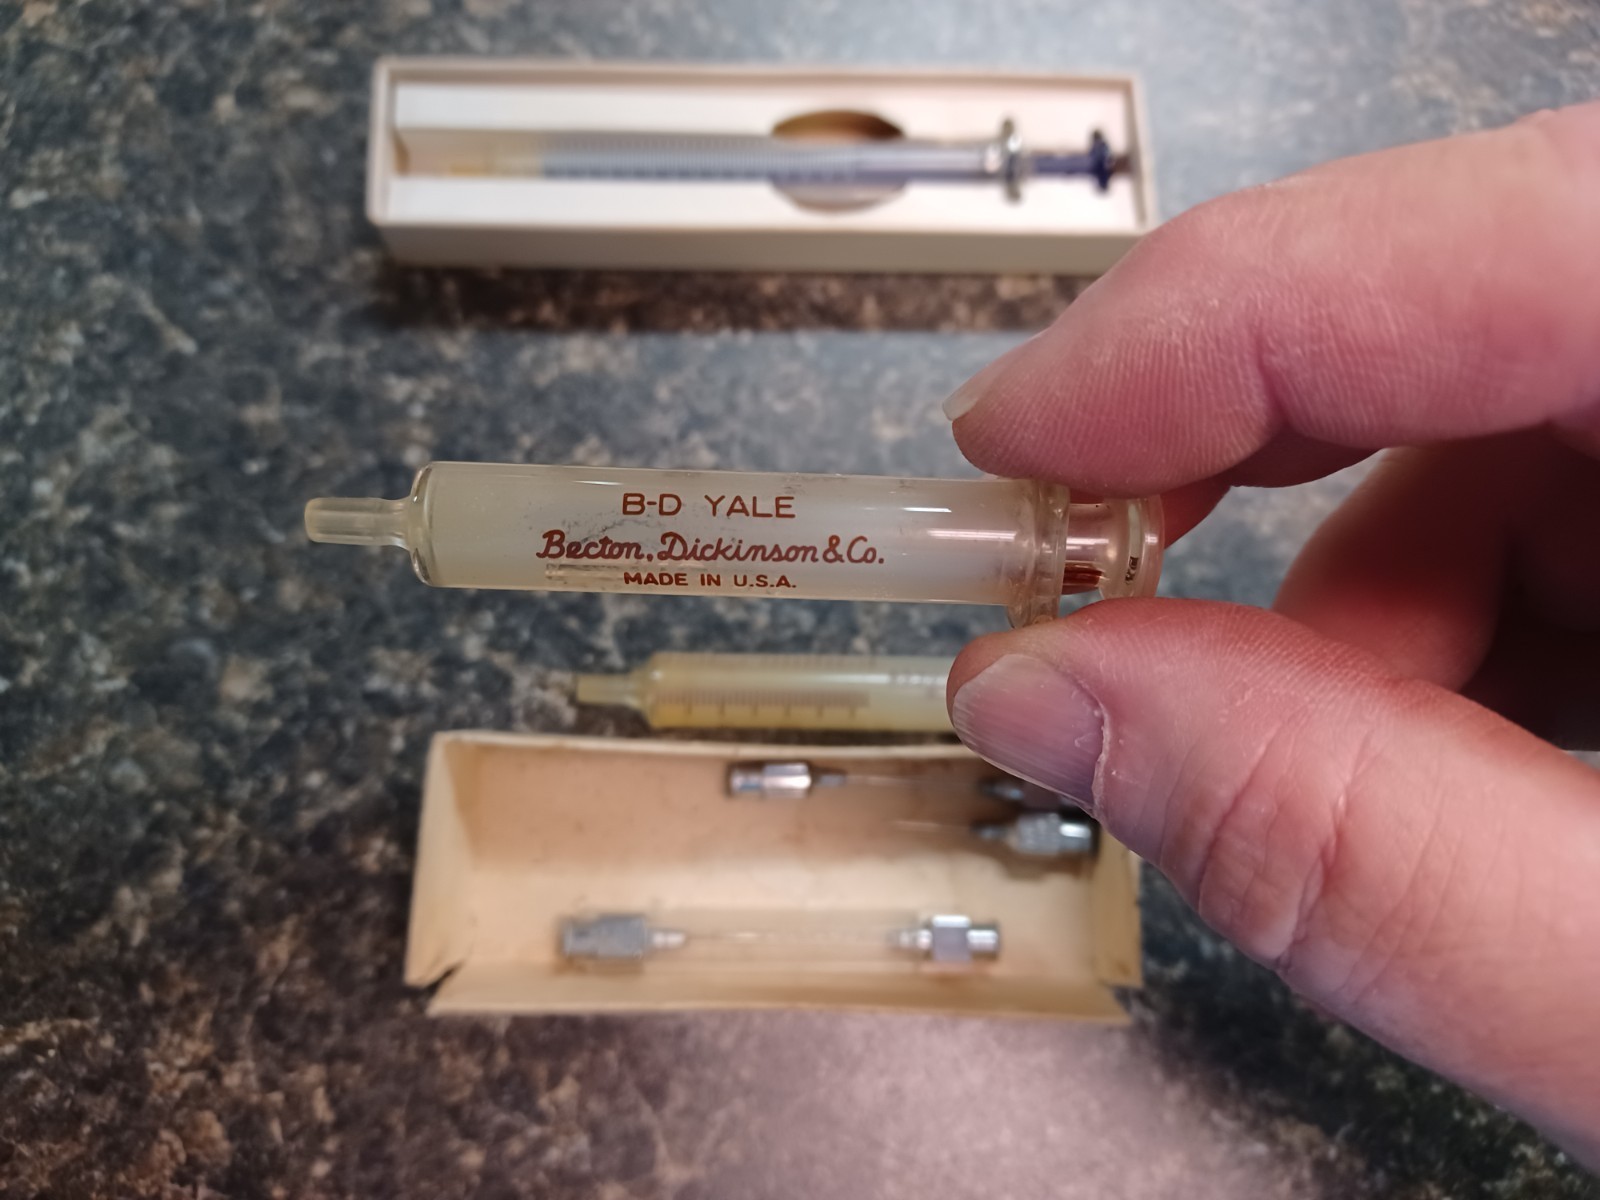 B-D YALE
Becton, Dickinson & Co.
MADE IN U.S.A.